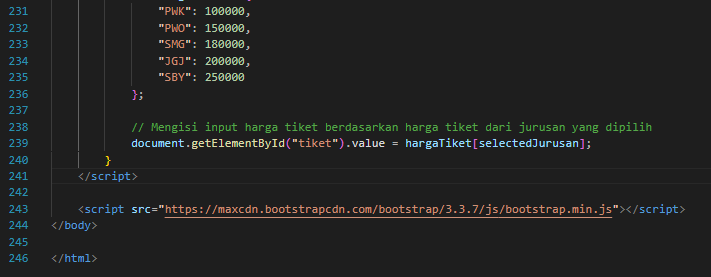 231 "PWK": 100000,
232 "PWO": 150000,
233 "SMG": 180000,
234 "JGJ": 200000,
235 "SBY": 250000
236 };
237
238 // Mengisi input harga tiket berdasarkan harga tiket dari jurusan yang dipilih
239 document.getElementById("tiket").value = hargaTiket[selectedJurusan];
240 }
241 </script>
242
243 <script src="https://maxcdn.bootstrapcdn.com/bootstrap/3.3.7/js/bootstrap.min.js"></script>
244 </body>
245
246 </html>